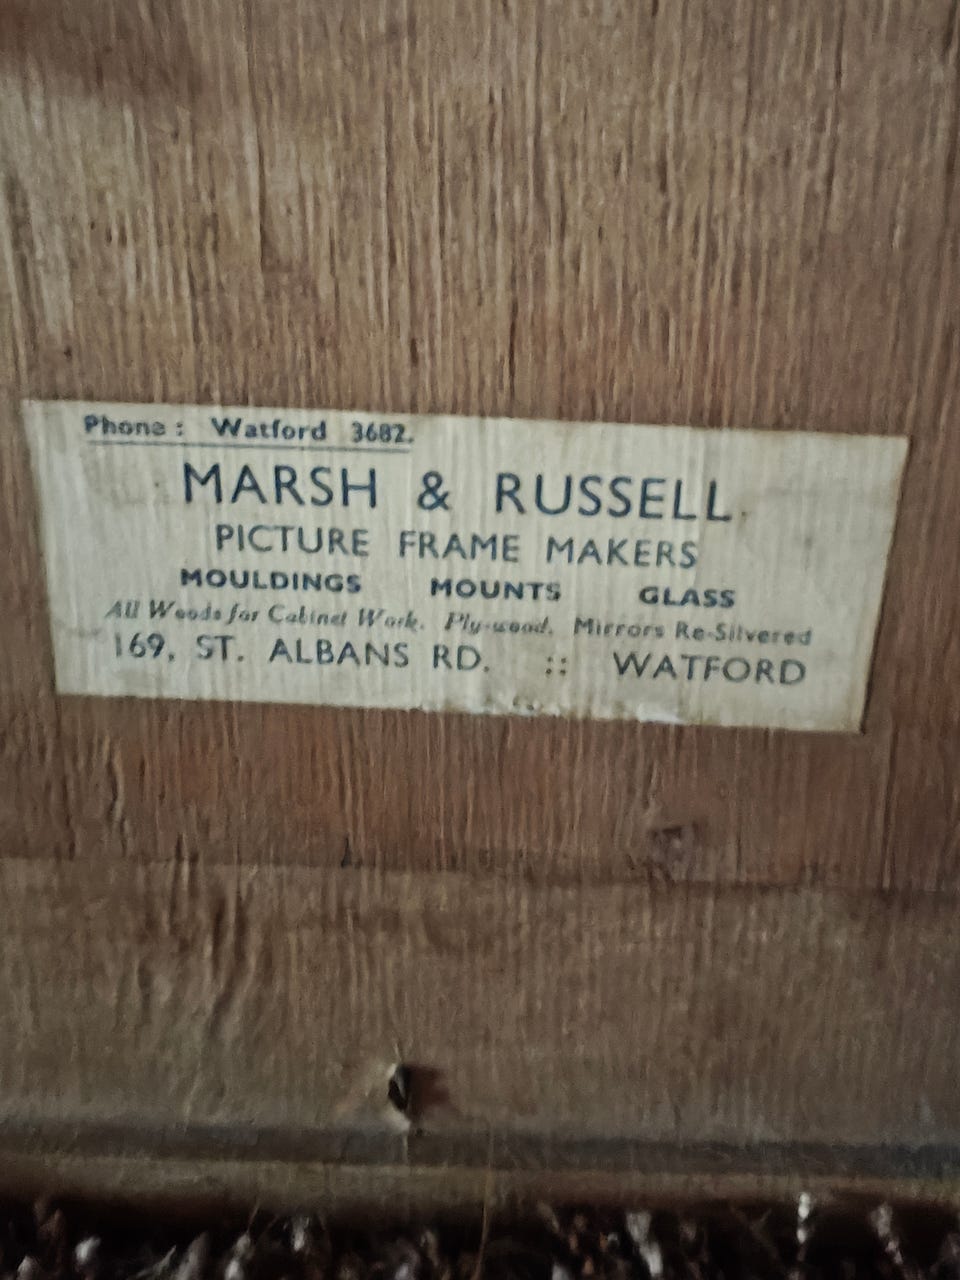 Phone : Watford 3682.
MARSH & RUSSELL.
PICTURE FRAME MAKERS
MOULDINGS MOUNTS GLASS
All Woods for Cabinet Work. Ply-wood. Mirrors Re-Silvered
169, ST. ALBANS RD. :: WATFORD